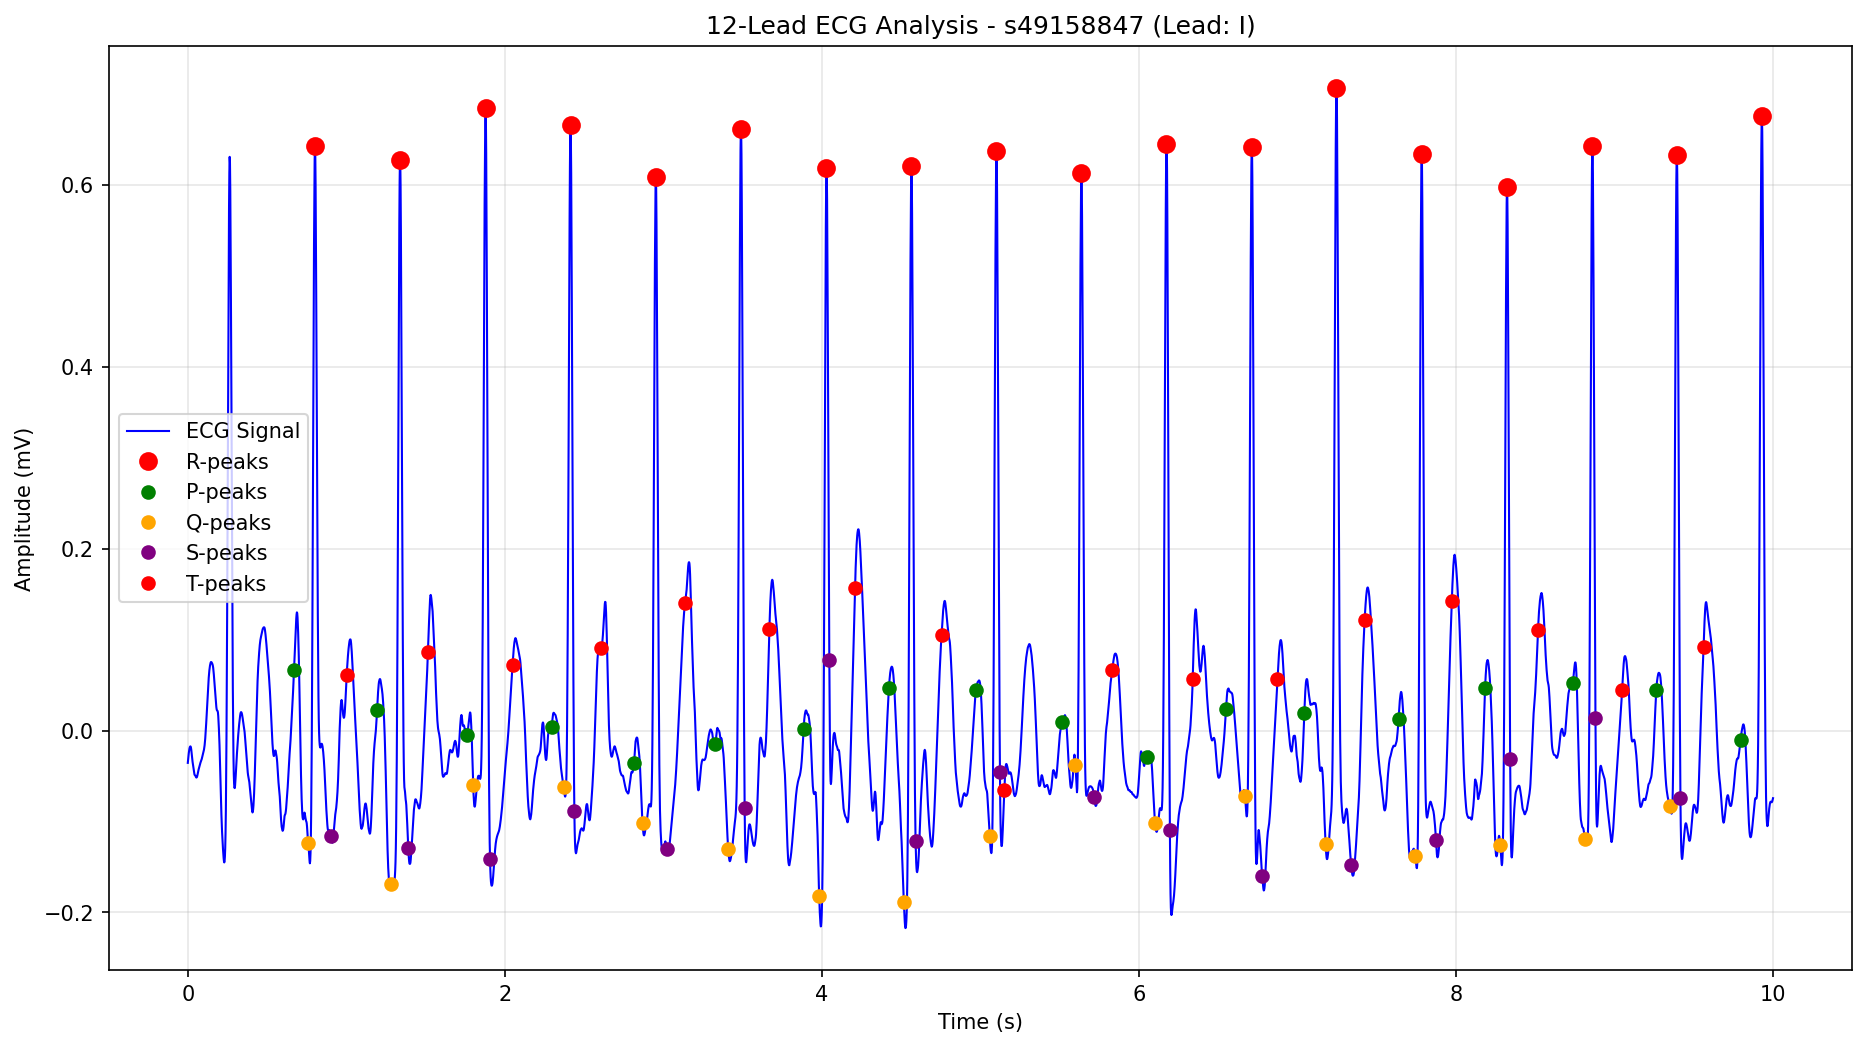 12-Lead ECG Analysis - s49158847 (Lead: I)
Amplitude (mV)
0.6
0.4
0.2
0.0
−0.2
ECG Signal
R-peaks
P-peaks
Q-peaks
S-peaks
T-peaks
0 2 4 6 8 10
Time (s)